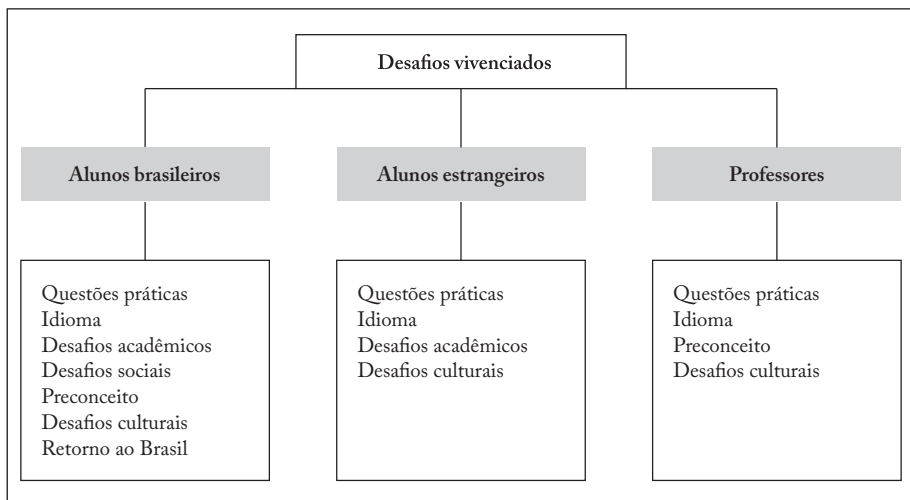 Desafios vivenciados
Alunos brasileiros
Alunos estrangeiros
Professores
Questões práticas
Idioma
Desafios acadêmicos
Desafios sociais
Preconceito
Desafios culturais
Retorno ao Brasil
Questões práticas
Idioma
Desafios acadêmicos
Desafios culturais
Questões práticas
Idioma
Preconceito
Desafios culturais